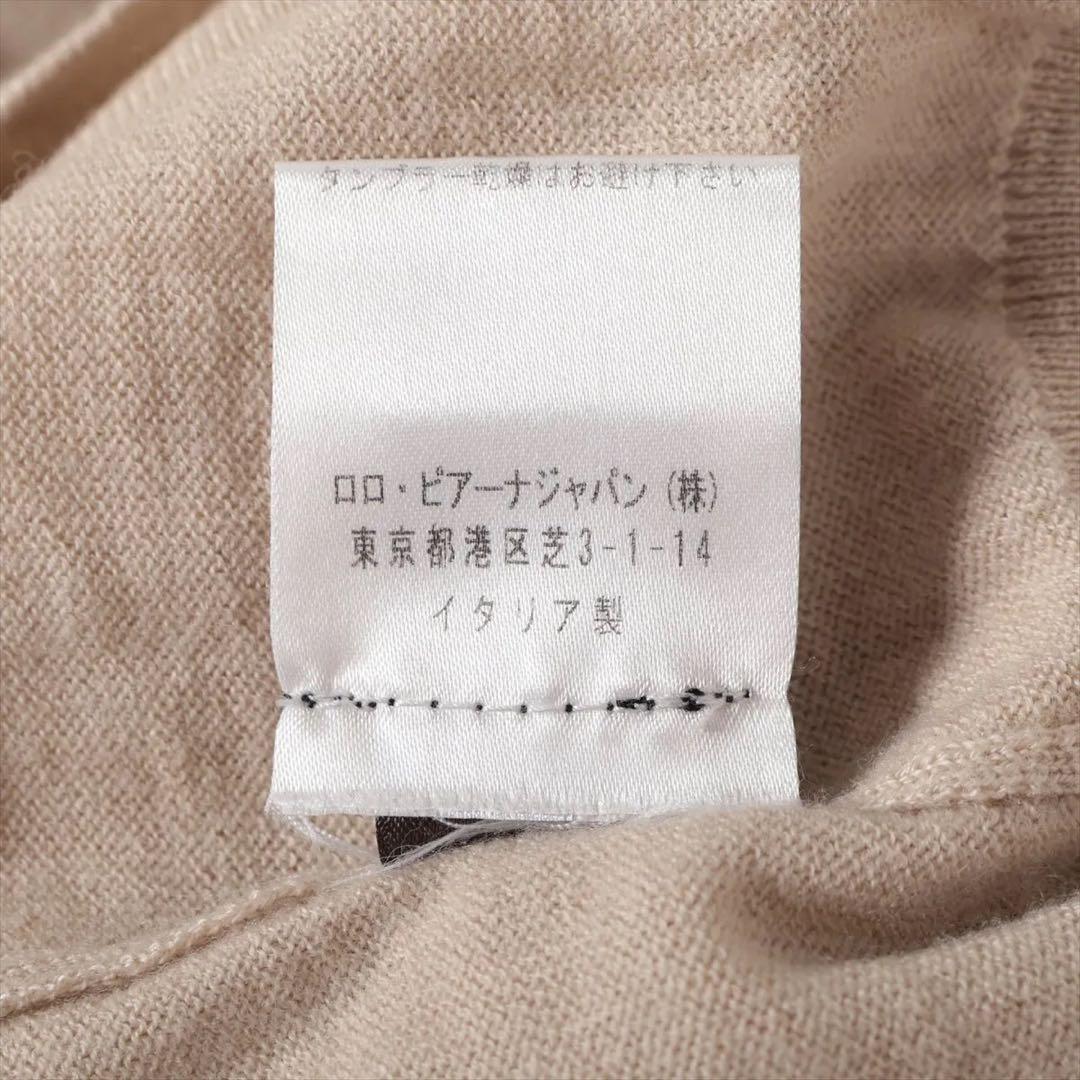 タンブラー乾燥はお避け下さい
ロロ・ピアーナジャパン (株)
東京都港区芝3-1-14
イタリア製